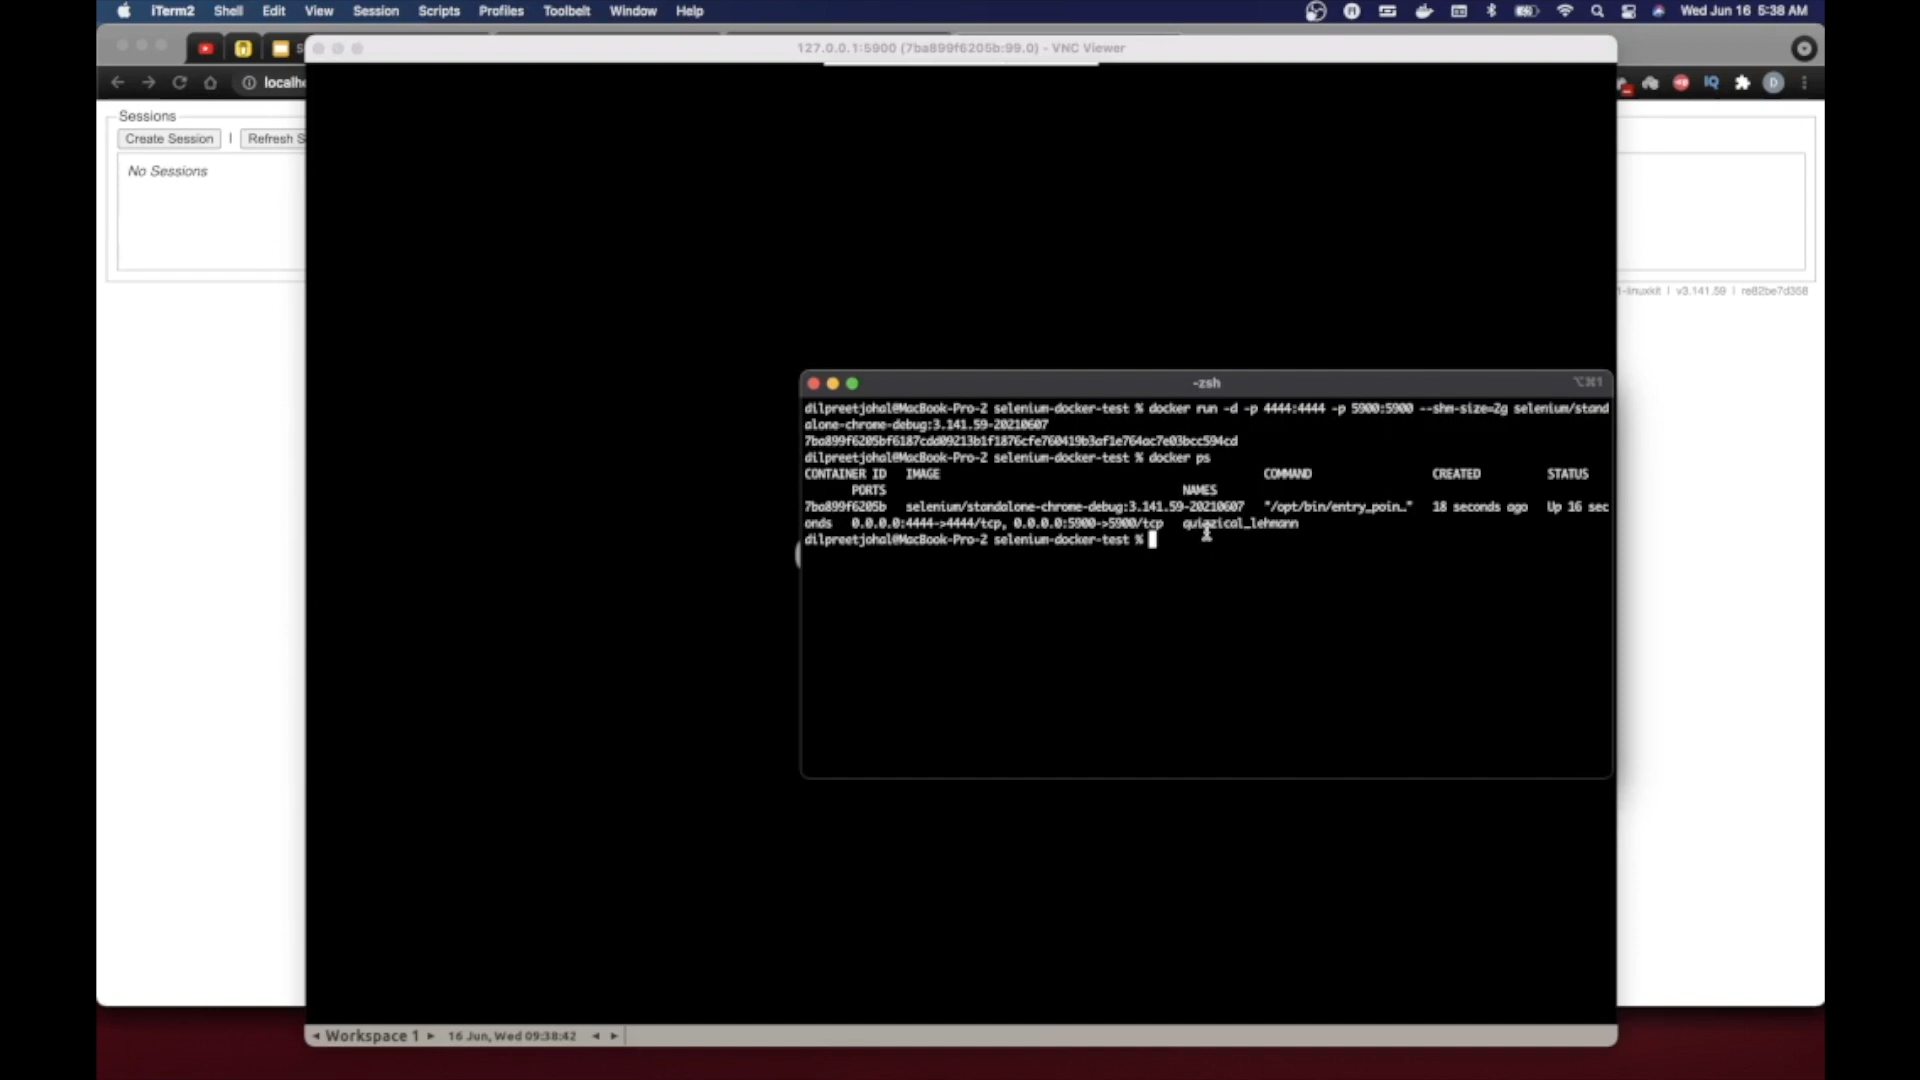 iTerm2 Shell Edit View Session Scripts Profiles Toolbelt Window Help
Wed Jun 16 5:38 AM
127.0.0.1:5900 (7ba899f6205b:99.0) - VNC Viewer
Sessions
Create Session | Refresh S
No Sessions
-linuxkit | v3.141.59 | re82be7d358
-zsh
⌥⌘1
dilpreetjohal@MacBook-Pro-2 selenium-docker-test % docker run -d -p 4444:4444 -p 5900:5900 --shm-size=2g selenium/stand
alone-chrome-debug:3.141.59-20210607
7ba899f6205bf6187cdd09213b1f1876cfe760419b3af1e764ac7e03bcc594cd
dilpreetjohal@MacBook-Pro-2 selenium-docker-test % docker ps
CONTAINER ID IMAGE COMMAND CREATED STATUS
PORTS NAMES
7ba899f6205b selenium/standalone-chrome-debug:3.141.59-20210607 "/opt/bin/entry_poin…" 18 seconds ago Up 16 sec
onds 0.0.0.0:4444->4444/tcp, 0.0.0.0:5900->5900/tcp quizzical_lehmann
dilpreetjohal@MacBook-Pro-2 selenium-docker-test %
Workspace 1 16 Jun, Wed 09:38:42